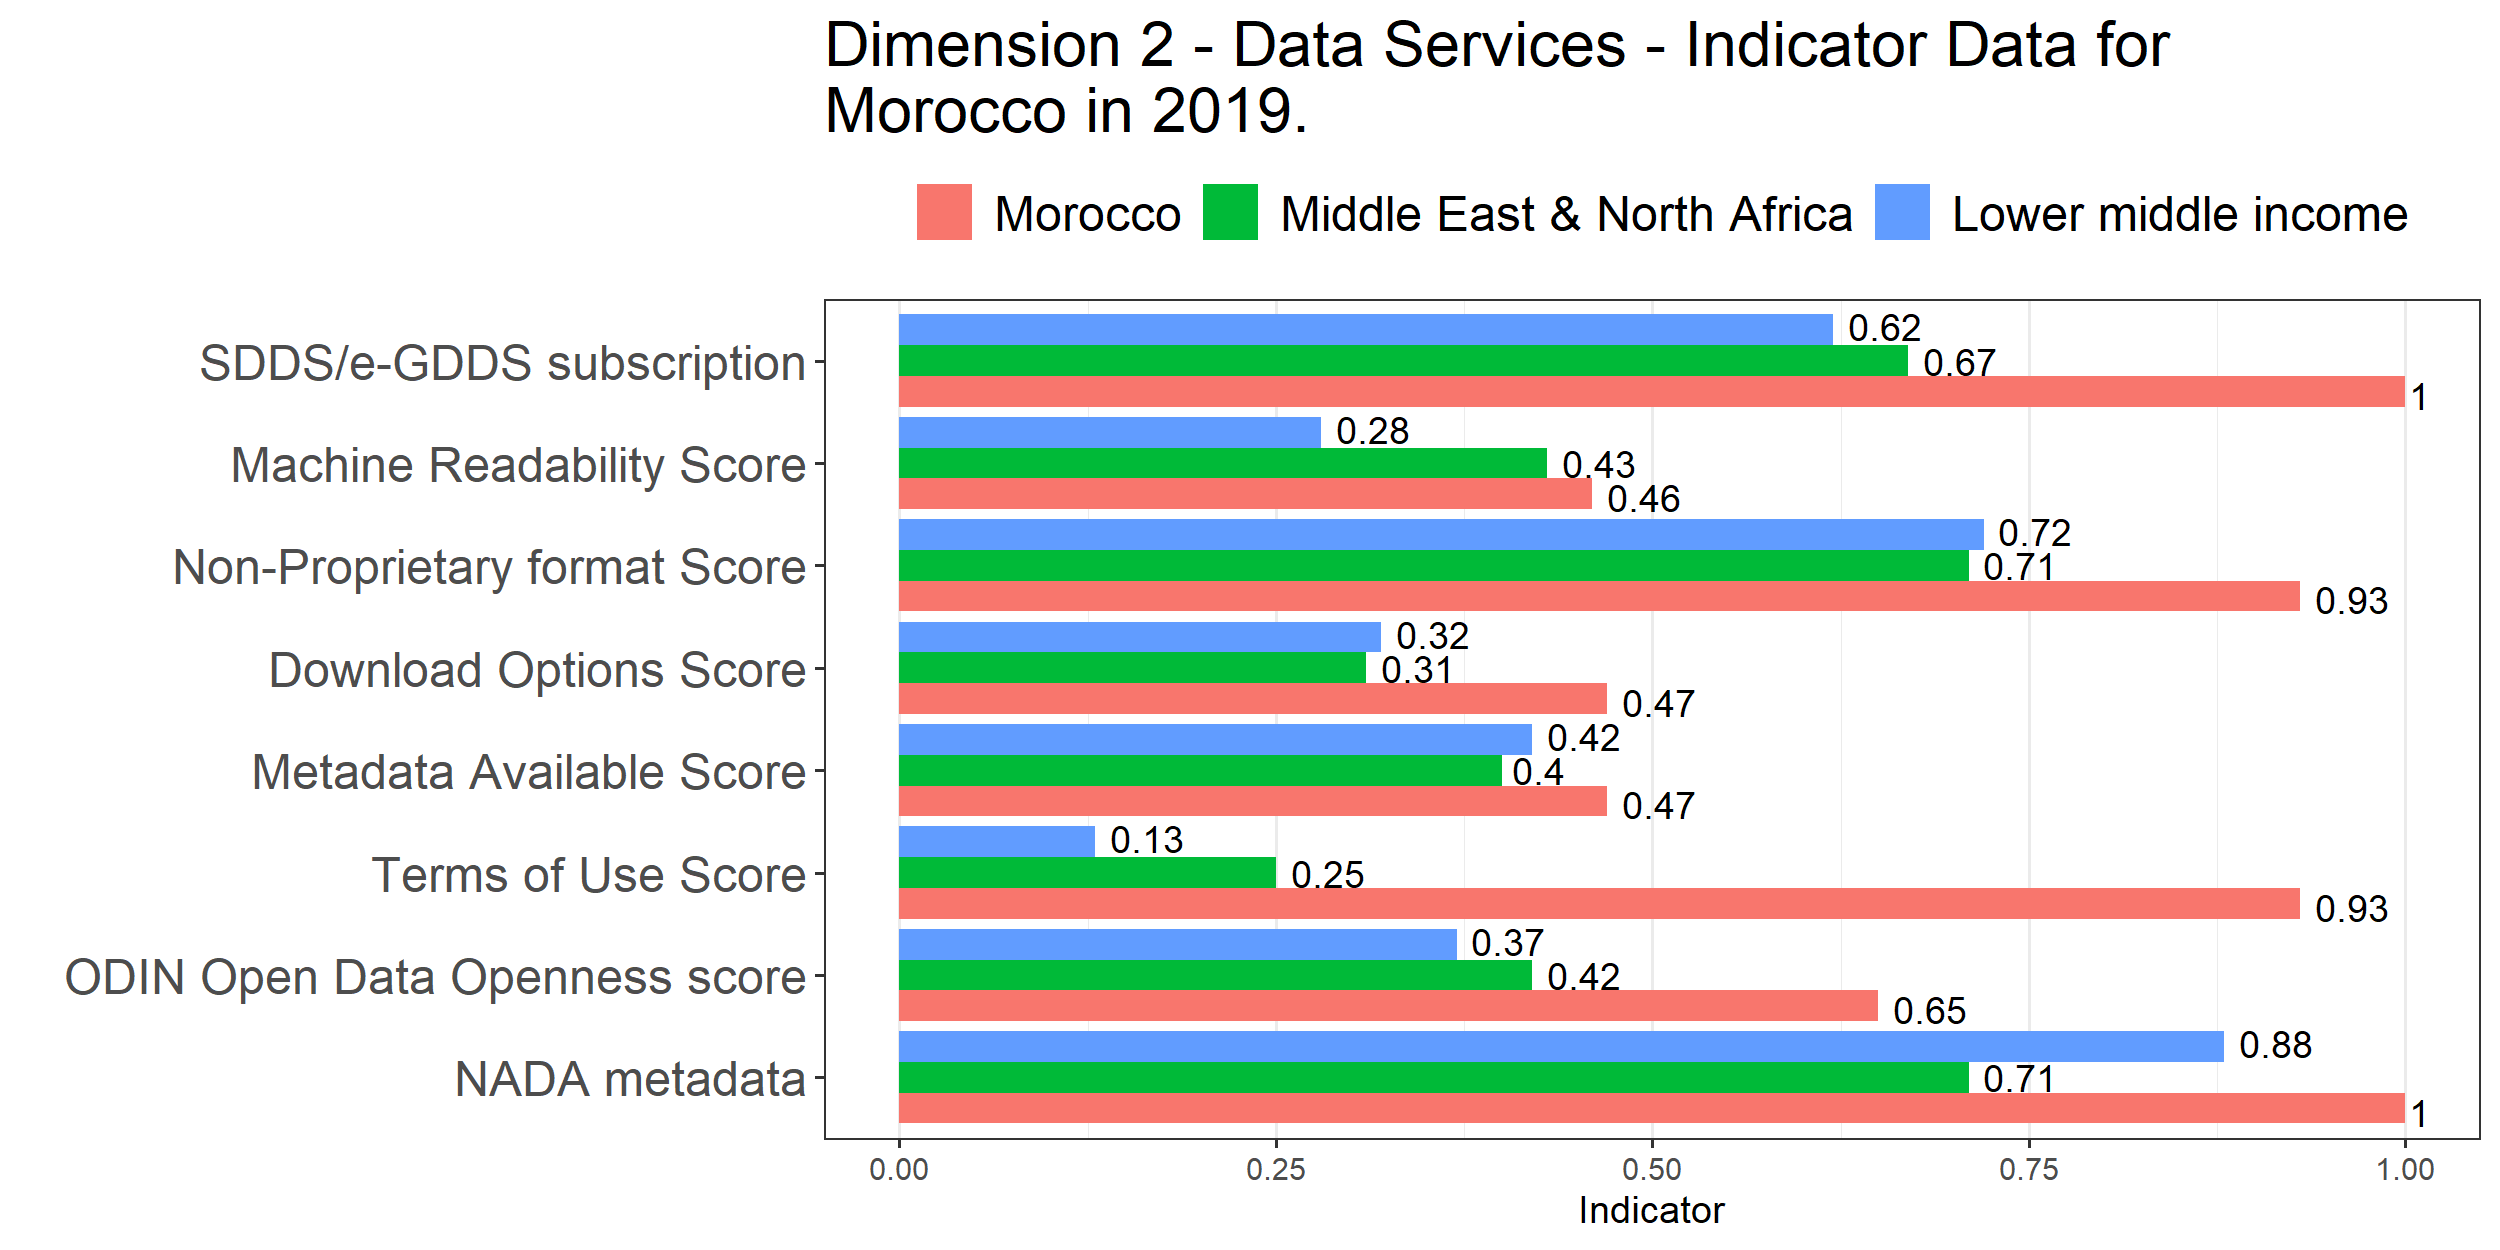 Dimension 2 - Data Services - Indicator Data for
Morocco in 2019.
Morocco Middle East & North Africa Lower middle income
SDDS/e-GDDS subscription
0.62
0.67
1
Machine Readability Score
0.28
0.43
0.46
Non-Proprietary format Score
0.72
0.71
0.93
Download Options Score
0.32
0.31
0.47
Metadata Available Score
0.42
0.4
0.47
Terms of Use Score
0.13
0.25
0.93
ODIN Open Data Openness score
0.37
0.42
0.65
NADA metadata
0.88
0.71
1
0.00 0.25 0.50 0.75 1.00
Indicator